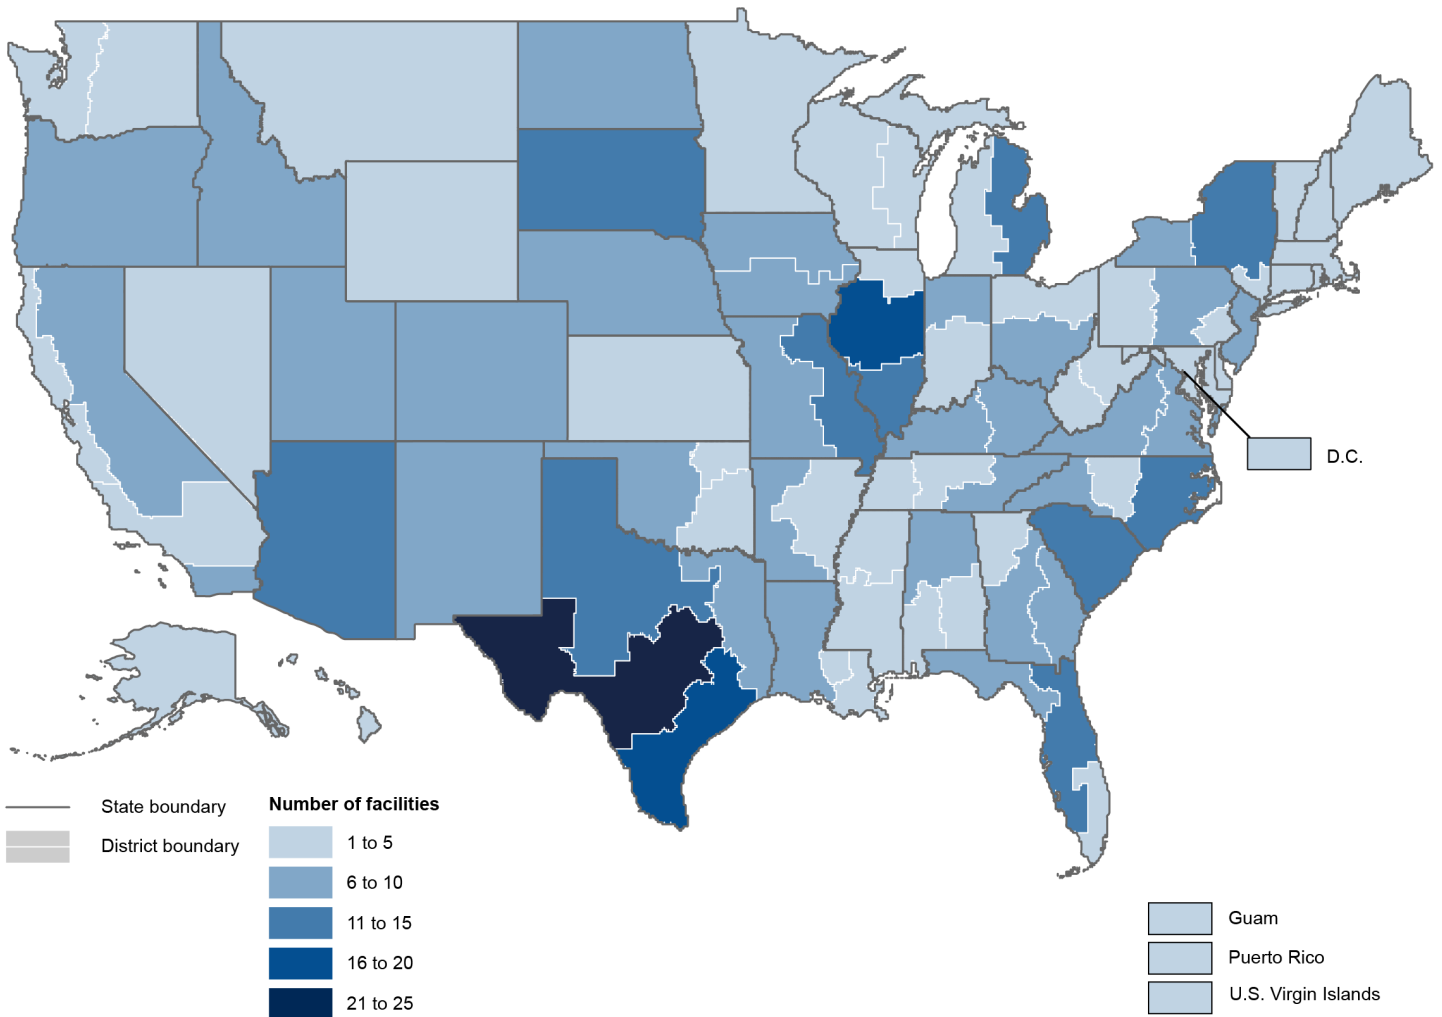 D.C.
State boundary
District boundary
Number of facilities
1 to 5
6 to 10
11 to 15
16 to 20
21 to 25
Guam
Puerto Rico
U.S. Virgin Islands